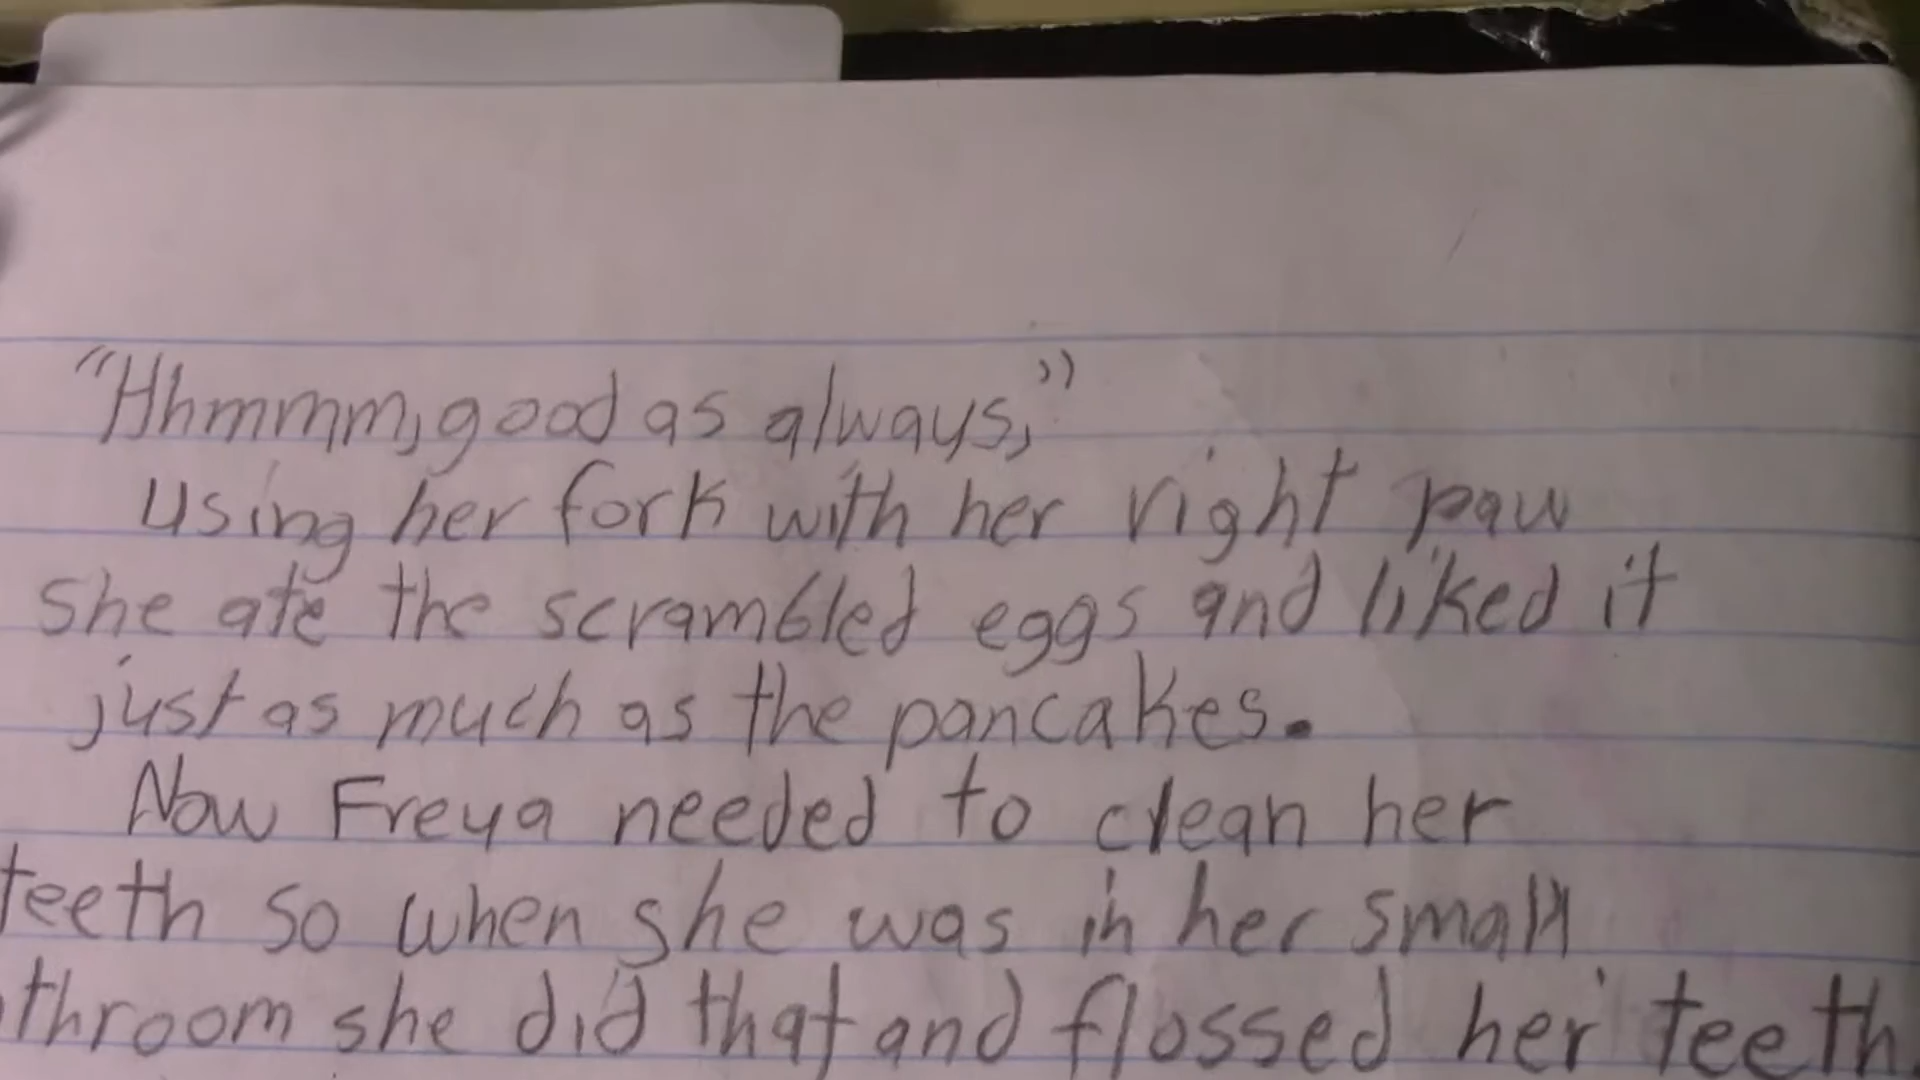 "Hhmmm, good as always,"
Using her fork with her right paw
she ate the scrambled eggs and liked it
just as much as the pancakes.
Now Freya needed to clean her
teeth so when she was in her small
throom she did that and flossed her teeth.